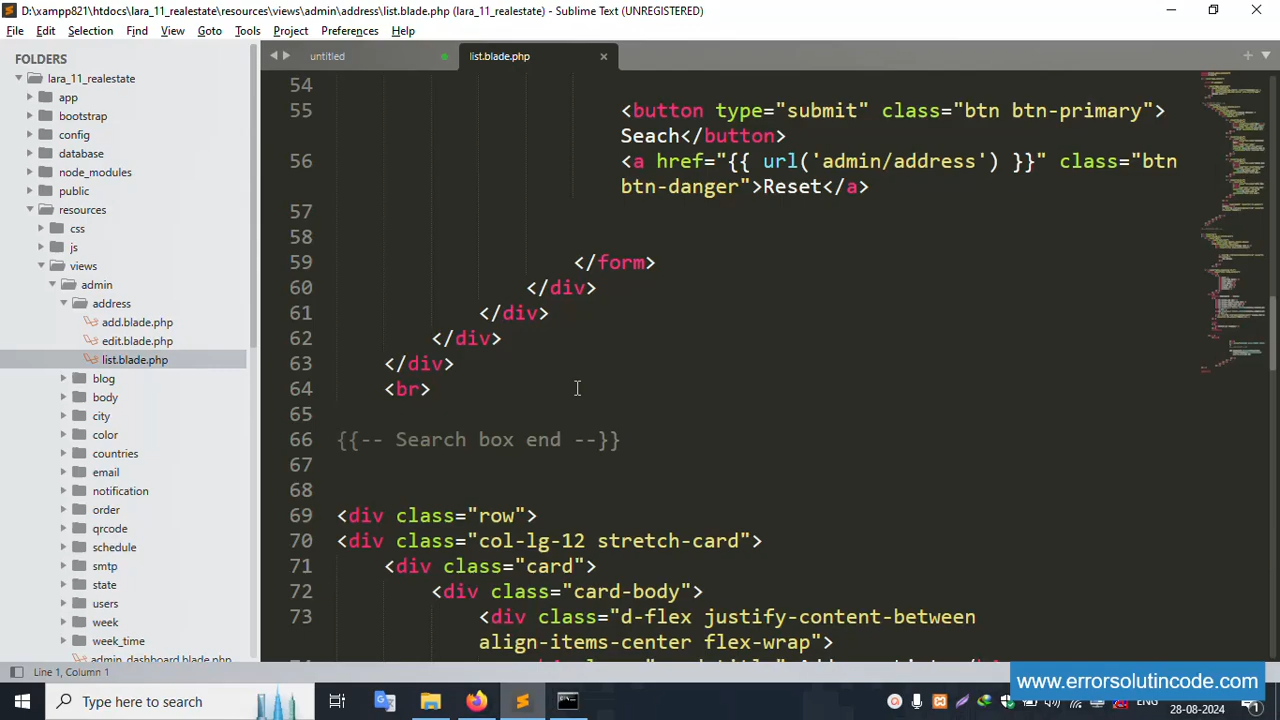 D:\xampp821\htdocs\lara_11_realestate\resources\views\admin\address\list.blade.php (lara_11_realestate) - Sublime Text (UNREGISTERED)
File Edit Selection Find View Goto Tools Project Preferences Help
FOLDERS
lara_11_realestate
app
bootstrap
config
database
node_modules
public
resources
css
js
views
admin
address
add.blade.php
edit.blade.php
list.blade.php
blog
body
city
color
countries
email
notification
order
qrcode
schedule
smtp
state
users
week
week_time
admin_dashboard.blade.php
untitled list.blade.php
54
55 <button type="submit" class="btn btn-primary">
Seach</button>
56 <a href="{{ url('admin/address') }}" class="btn
btn-danger">Reset</a>
57
58
59 </form>
60 </div>
61 </div>
62 </div>
63 </div>
64 <br>
65
66 {{-- Search box end --}}
67
68
69 <div class="row">
70 <div class="col-lg-12 stretch-card">
71 <div class="card">
72 <div class="card-body">
73 <div class="d-flex justify-content-between
align-items-center flex-wrap">
Line 1, Column 1
www.errorsolutincode.com
Type here to search
ENG
28-08-2024